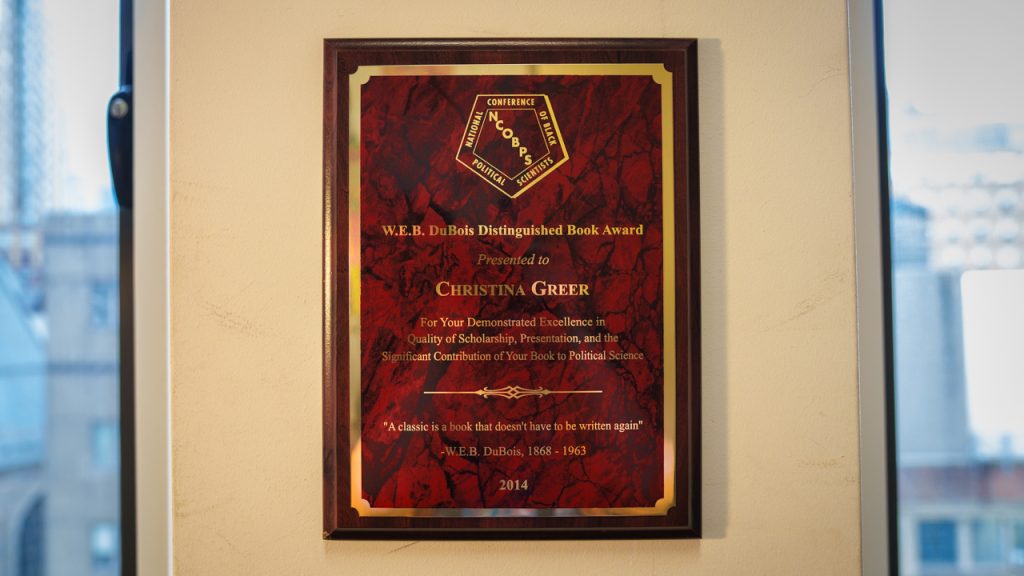 NATIONAL CONFERENCE OF BLACK
POLITICAL SCIENTISTS
NCOBPS
W.E.B. DuBois Distinguished Book Award
Presented to
CHRISTINA GREER
For Your Demonstrated Excellence in
Quality of Scholarship, Presentation, and the
Significant Contribution of Your Book to Political Science
"A classic is a book that doesn't have to be written again"
-W.E.B. DuBois, 1868 - 1963
2014